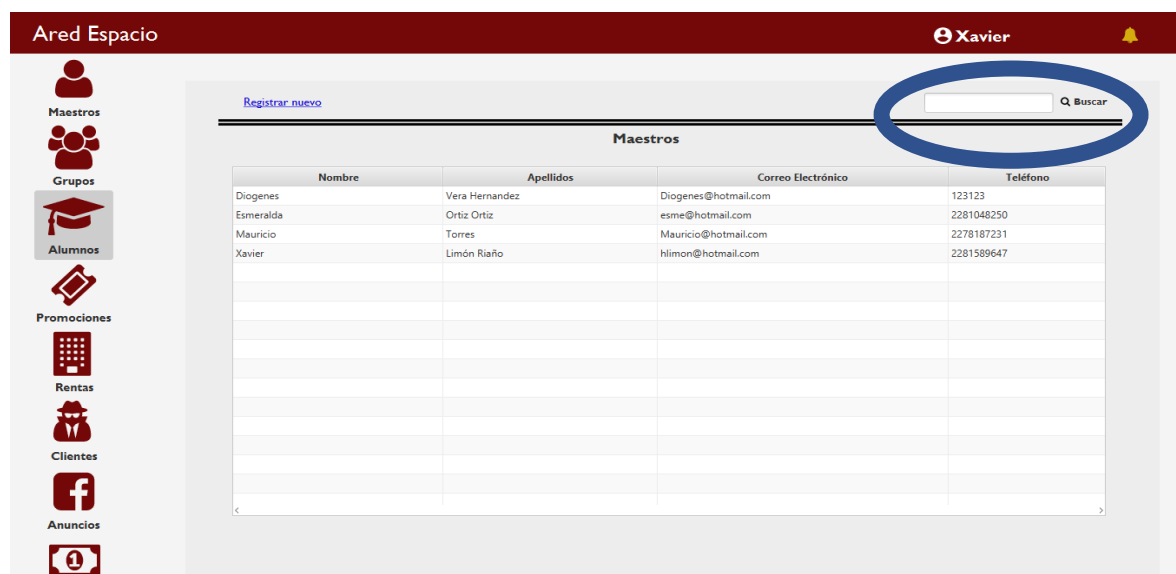 Ared Espacio
Xavier
Maestros
Grupos
Alumnos
Promociones
Rentas
Clientes
Anuncios
1
Registrar nuevo
Buscar
Maestros
Nombre Apellidos Correo Electrónico Teléfono
Diogenes Vera Hernandez Diogenes@hotmail.com 123123
Esmeralda Ortiz Ortiz esme@hotmail.com 2281048250
Mauricio Torres Mauricio@hotmail.com 2278187231
Xavier Limón Riaño hlimon@hotmail.com 2281589647